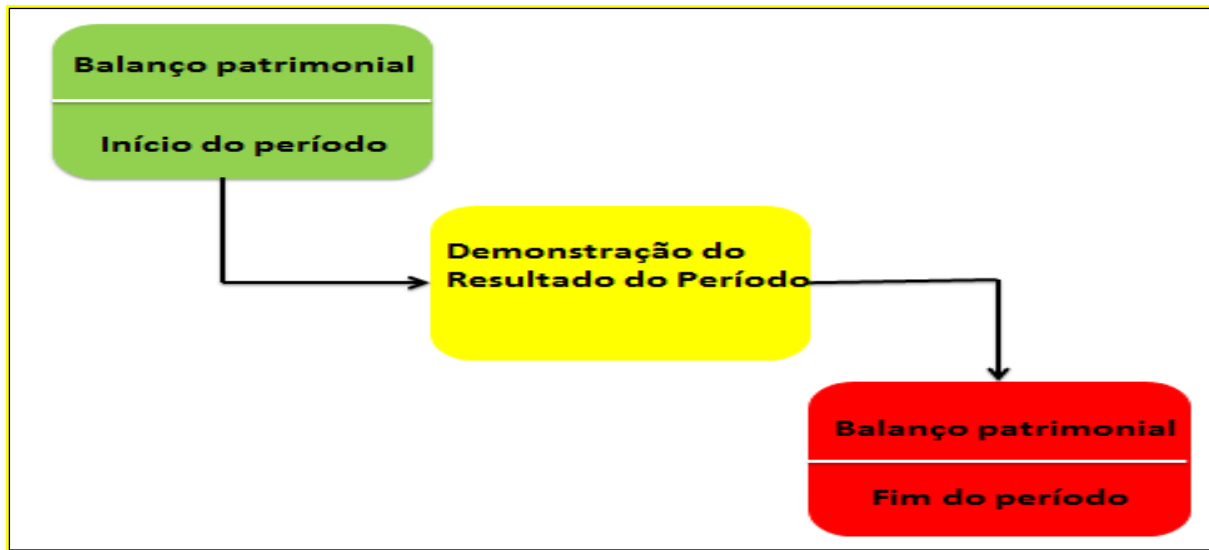 Balanço patrimonial
Início do período
Demonstração do
Resultado do Período
Balanço patrimonial
Fim do período